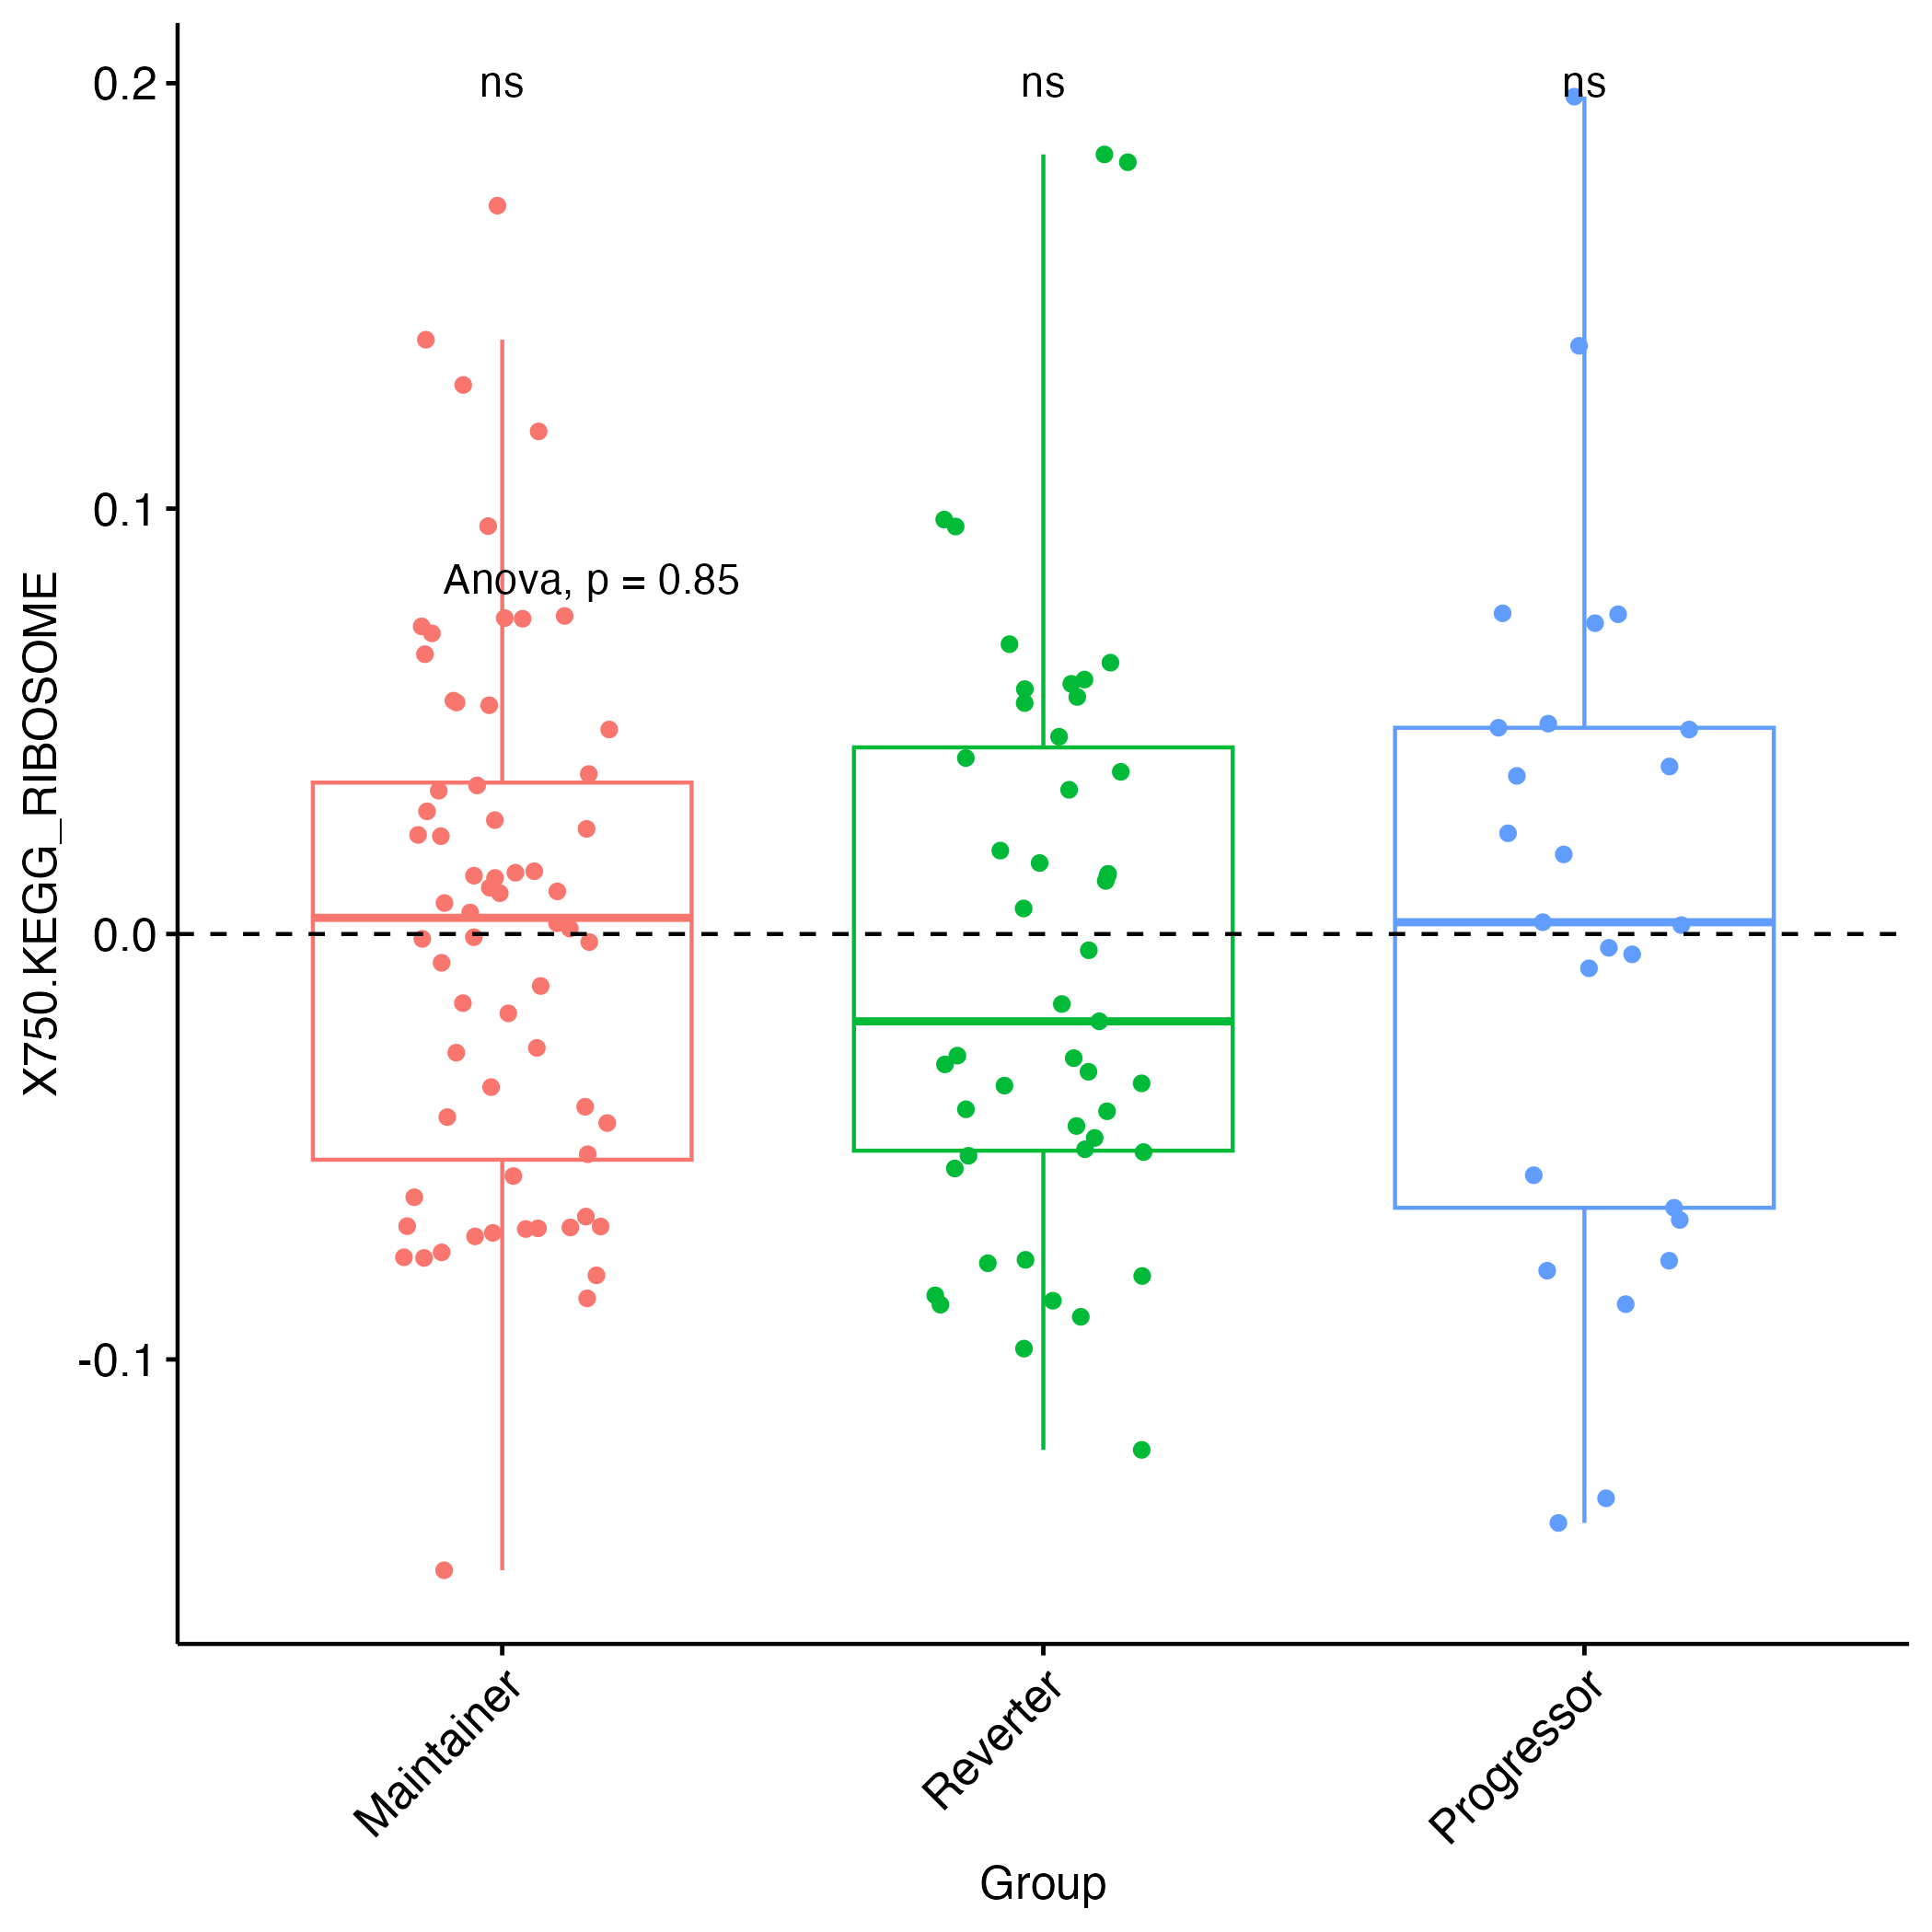 ns ns ns
Anova, p = 0.85
0.2
0.1
0.0
-0.1
X750.KEGG_RIBOSOME
Maintainer
Reverter
Progressor
Group